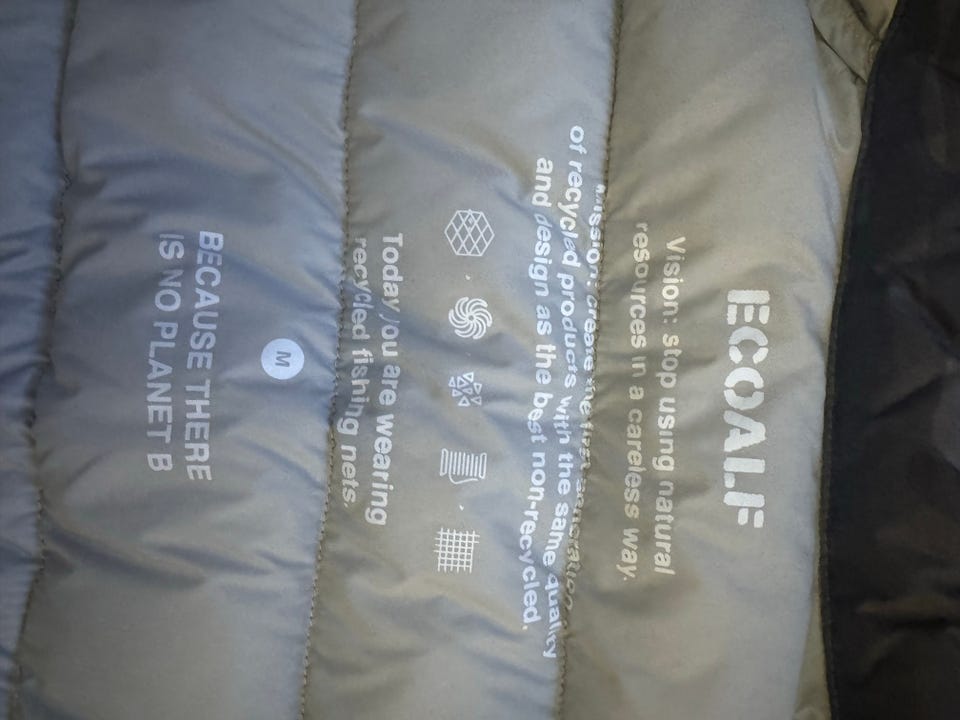 ECOALF
Vision: stop using natural
resources in a careless way.
Mission: create the first generation
of recycled products with the same quality
and design as the best non-recycled.
Today you are wearing
recycled fishing nets.
M
BECAUSE THERE
IS NO PLANET B